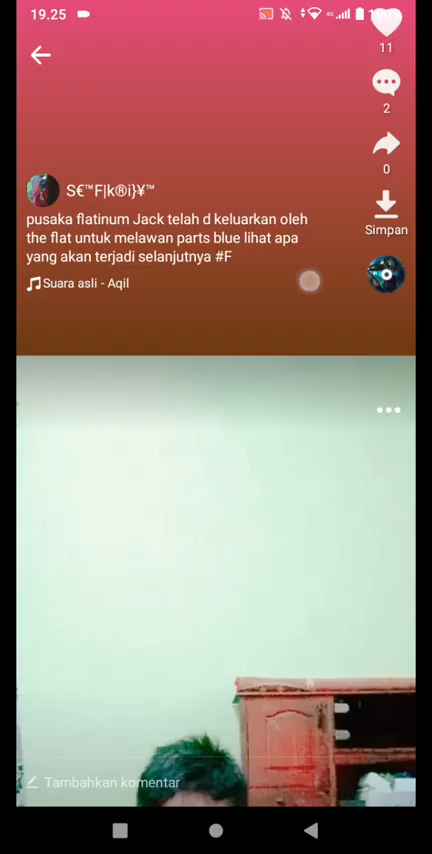 19.25
11
2
0
Simpan
S€™F|k®i}¥™
pusaka flatinum Jack telah d keluarkan oleh
the flat untuk melawan parts blue lihat apa
yang akan terjadi selanjutnya #F
Suara asli - Aqil
Tambahkan komentar